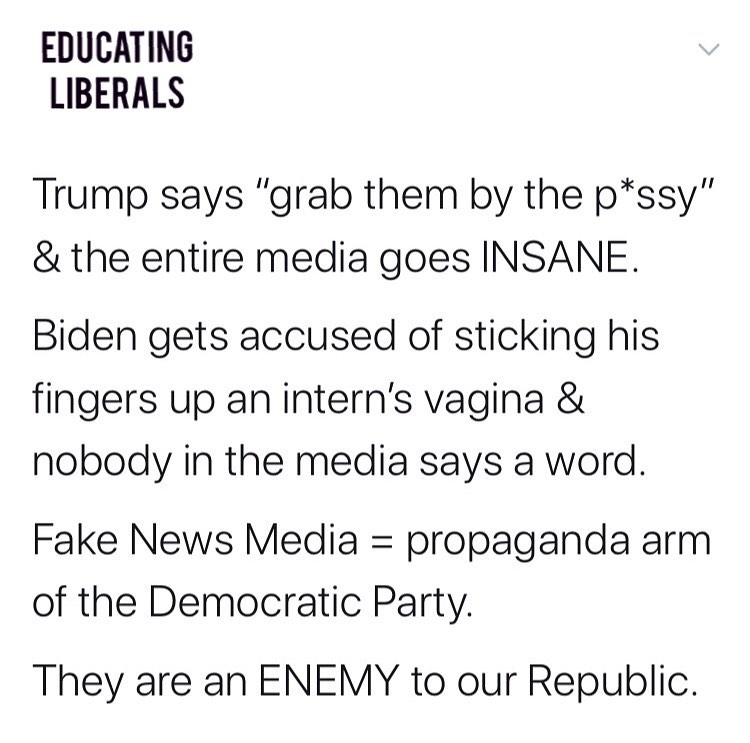 EDUCATING
LIBERALS
Trump says "grab them by the p*ssy"
& the entire media goes INSANE.
Biden gets accused of sticking his
fingers up an intern's vagina &
nobody in the media says a word.
Fake News Media = propaganda arm
of the Democratic Party.
They are an ENEMY to our Republic.